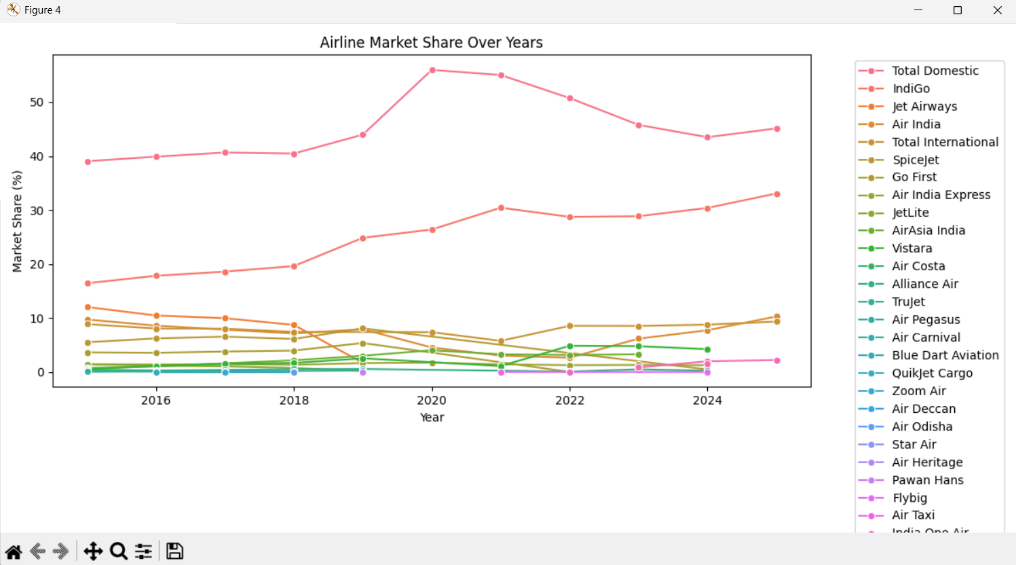 Figure 4
Airline Market Share Over Years
Market Share (%)
50
40
30
20
10
0
2016
2018
2020
2022
2024
Year
Total Domestic
IndiGo
Jet Airways
Air India
Total International
SpiceJet
Go First
Air India Express
JetLite
AirAsia India
Vistara
Air Costa
Alliance Air
TruJet
Air Pegasus
Air Carnival
Blue Dart Aviation
QuikJet Cargo
Zoom Air
Air Deccan
Air Odisha
Star Air
Air Heritage
Pawan Hans
Flybig
Air Taxi
India One Air